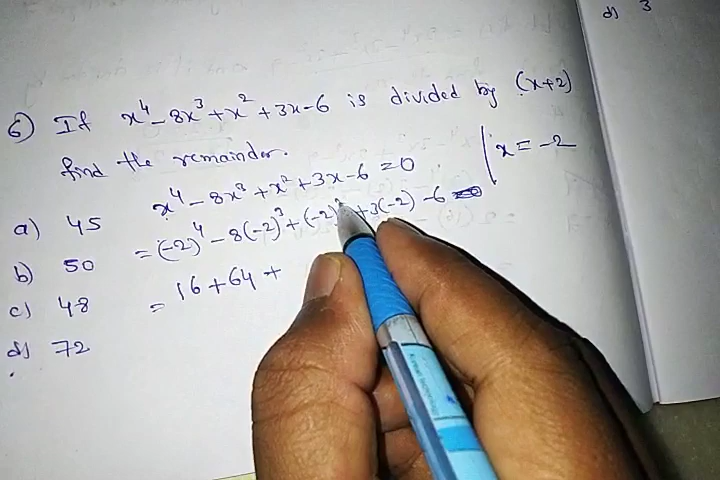 d) 3
6) If x⁴-8x³+x²+3x-6 is divided by (x+2)
find the remainder.
x=-2
x⁴-8x³+x²+3x-6=0
a) 45
=(-2)⁴-8(-2)³+(-2)²+3(-2)-6
b) 50
=16+64+
c) 48
d) 72